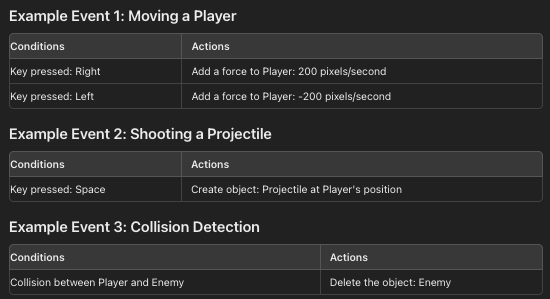 Example Event 1: Moving a Player
Conditions Actions
Key pressed: Right Add a force to Player: 200 pixels/second
Key pressed: Left Add a force to Player: -200 pixels/second
Example Event 2: Shooting a Projectile
Conditions Actions
Key pressed: Space Create object: Projectile at Player's position
Example Event 3: Collision Detection
Conditions Actions
Collision between Player and Enemy Delete the object: Enemy